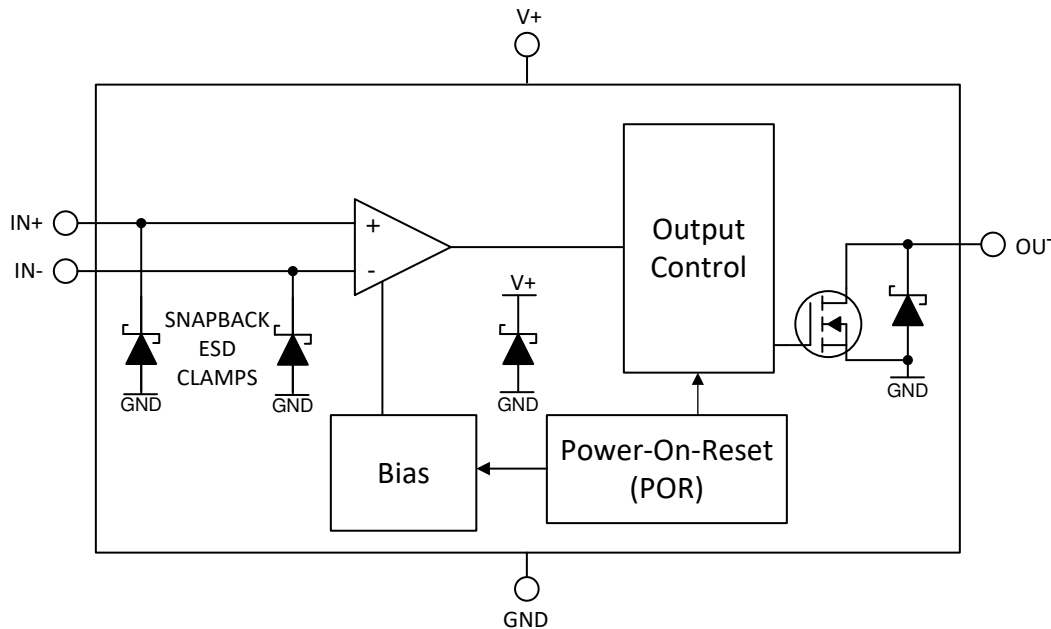 V+
IN+
IN-
+
-
SNAPBACK
ESD
CLAMPS
GND
GND
V+
GND
Output
Control
OUT
GND
Bias
Power-On-Reset
(POR)
GND